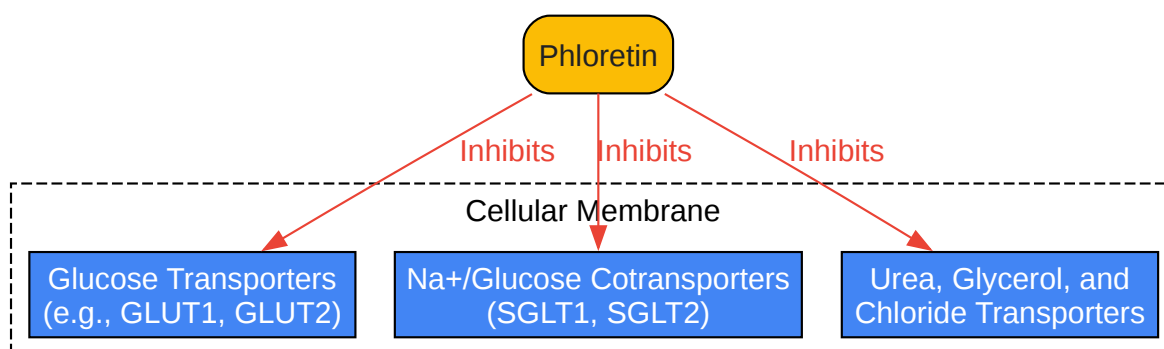 Phloretin
Inhibits
Inhibits
Inhibits
Cellular Membrane
Glucose Transporters
(e.g., GLUT1, GLUT2)
Na+/Glucose Cotransporters
(SGLT1, SGLT2)
Urea, Glycerol, and
Chloride Transporters